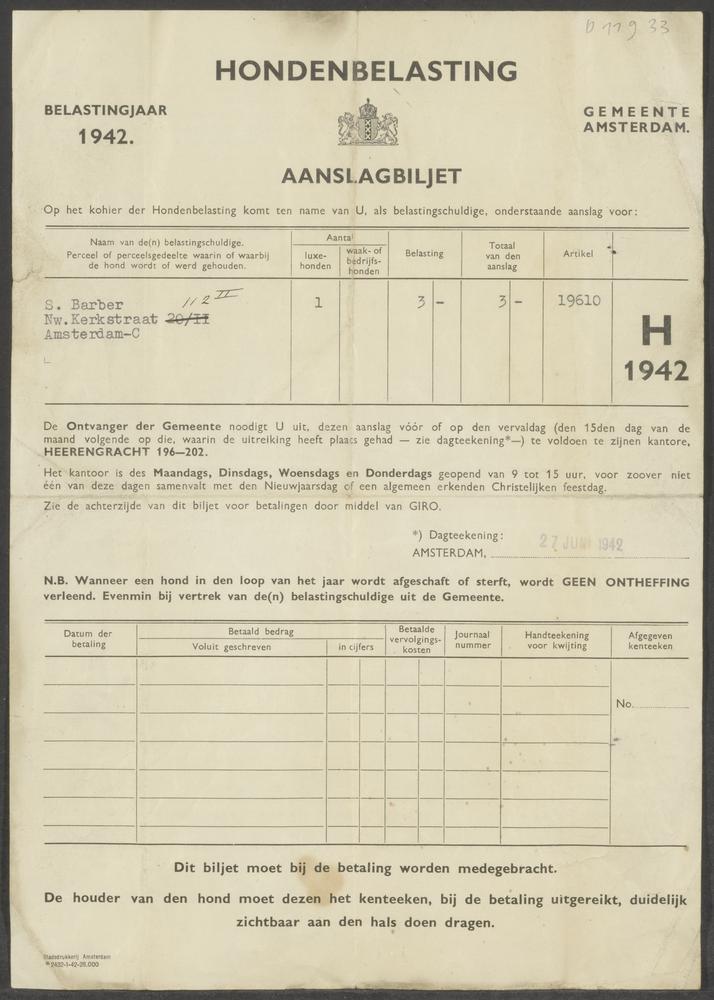 D 11933
HONDENBELASTING
BELASTINGJAAR
1942.
GEMEENTE
AMSTERDAM.
AANSLAGBILJET
Op het kohier der Hondenbelasting komt ten name van U, als belastingschuldige, onderstaande aanslag voor:
Naam van de(n) belastingschuldige.
Perceel of perceelsgedeelte waarin of waarbij
de hond wordt of werd gehouden.
Aantal
luxe-
honden
waak- of
bedrijfs-
honden
Belasting
Totaal
van den
aanslag
Artikel
S. Barber 112 II
Nw.Kerkstraat 20/II
Amsterdam-C
1
3 -
3 -
19610
H
1942
De Ontvanger der Gemeente noodigt U uit, dezen aanslag vóór of op den vervaldag (den 15den dag van de
maand volgende op die, waarin de uitreiking heeft plaats gehad — zie dagteekening*—) te voldoen te zijnen kantore,
HEERENGRACHT 196—202.
Het kantoor is des Maandags, Dinsdags, Woensdags en Donderdags geopend van 9 tot 15 uur, voor zoover niet
één van deze dagen samenvalt met den Nieuwjaarsdag of een algemeen erkenden Christelijken feestdag.
Zie de achterzijde van dit biljet voor betalingen door middel van GIRO.
*) Dagteekening:
AMSTERDAM, 27 JUNI 1942
N.B. Wanneer een hond in den loop van het jaar wordt afgeschaft of sterft, wordt GEEN ONTHEFFING
verleend. Evenmin bij vertrek van de(n) belastingschuldige uit de Gemeente.
Datum der
betaling
Betaald bedrag
Voluit geschreven
in cijfers
Betaalde
vervolgings-
kosten
Journaal
nummer
Handteekening
voor kwijting
Afgegeven
kenteeken
No.
Dit biljet moet bij de betaling worden medegebracht.
De houder van den hond moet dezen het kenteeken, bij de betaling uitgereikt, duidelijk
zichtbaar aan den hals doen dragen.
Stadsdrukkerij Amsterdam
* 2432-1-42-28.000